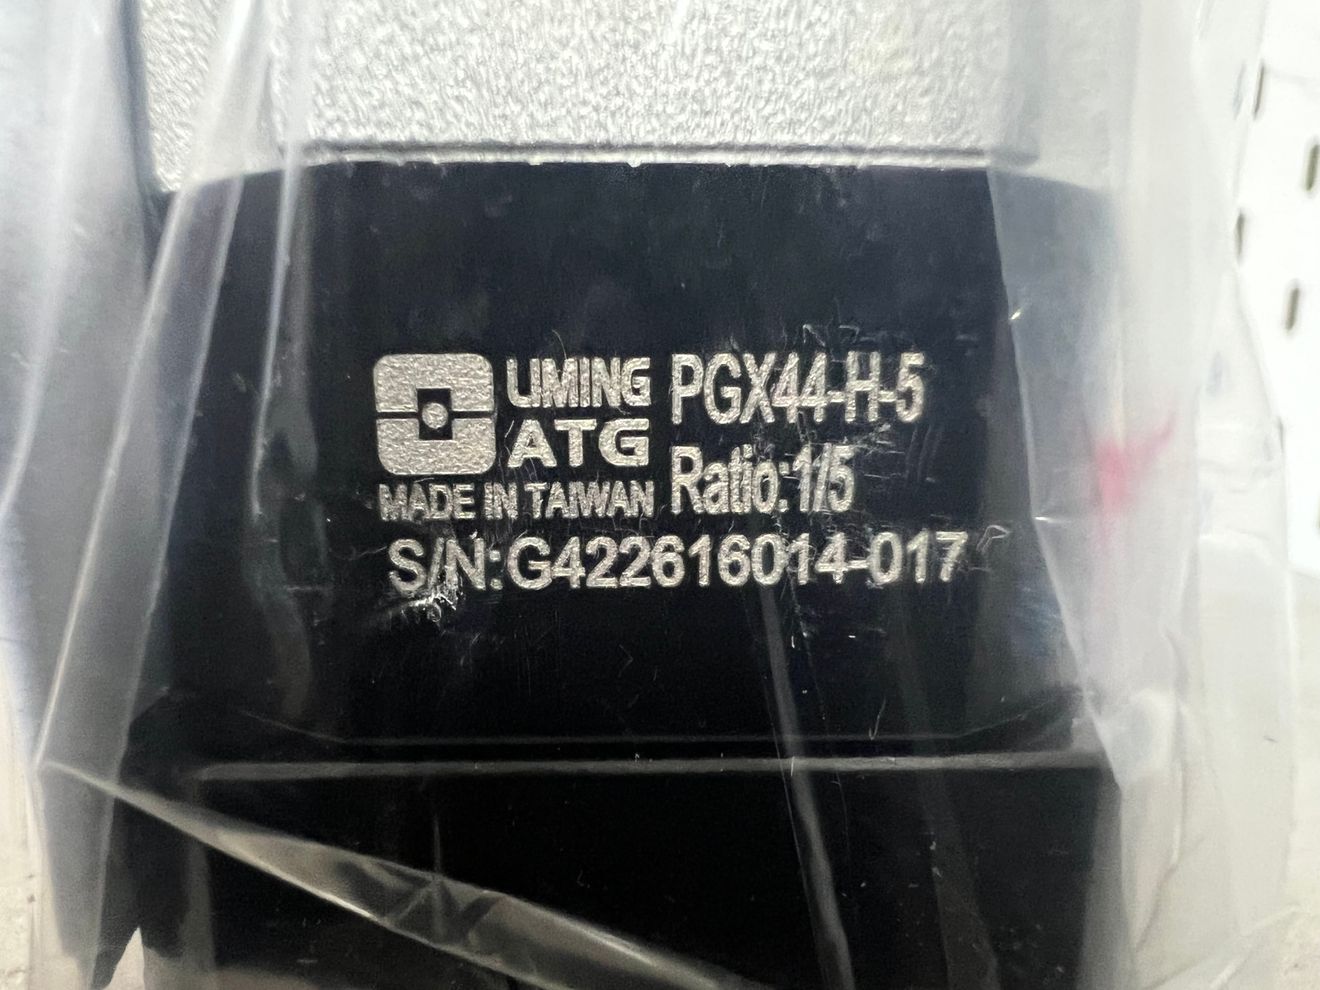 UMING
ATG
MADE IN TAIWAN
PGX44-H-5
Ratio:1/5
S/N:G422616014-017